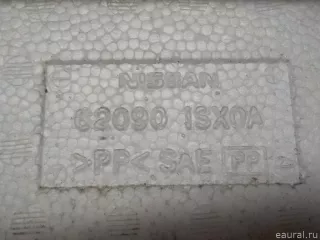 NISSAN
62090 1SX0A
>PP< SAE PP
eaural.ru